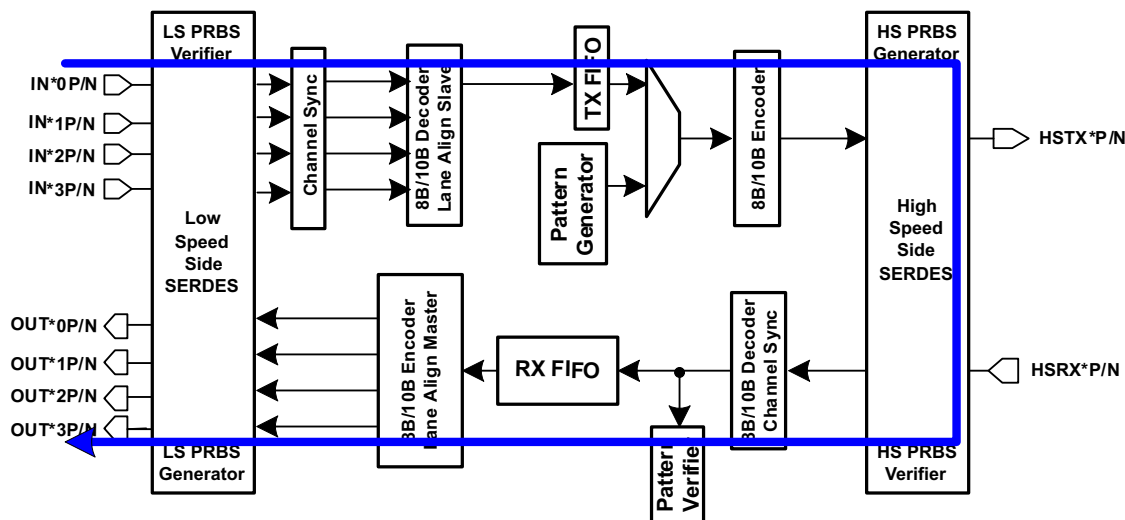 LS PRBS
Verifier
HS PRBS
Generator
IN*0P/N
IN*1P/N
IN*2P/N
IN*3P/N
Channel Sync
8B/10B Decoder
Lane Align Slave
TX FIFO
Pattern
Generator
8B/10B Encoder
HSTX*P/N
Low
Speed
Side
SERDES
High
Speed
Side
SERDES
OUT*0P/N
OUT*1P/N
OUT*2P/N
OUT*3P/N
8B/10B Encoder
Lane Align Master
RX FIFO
8B/10B Decoder
Channel Sync
HSRX*P/N
Pattern
Verifier
LS PRBS
Generator
HS PRBS
Verifier